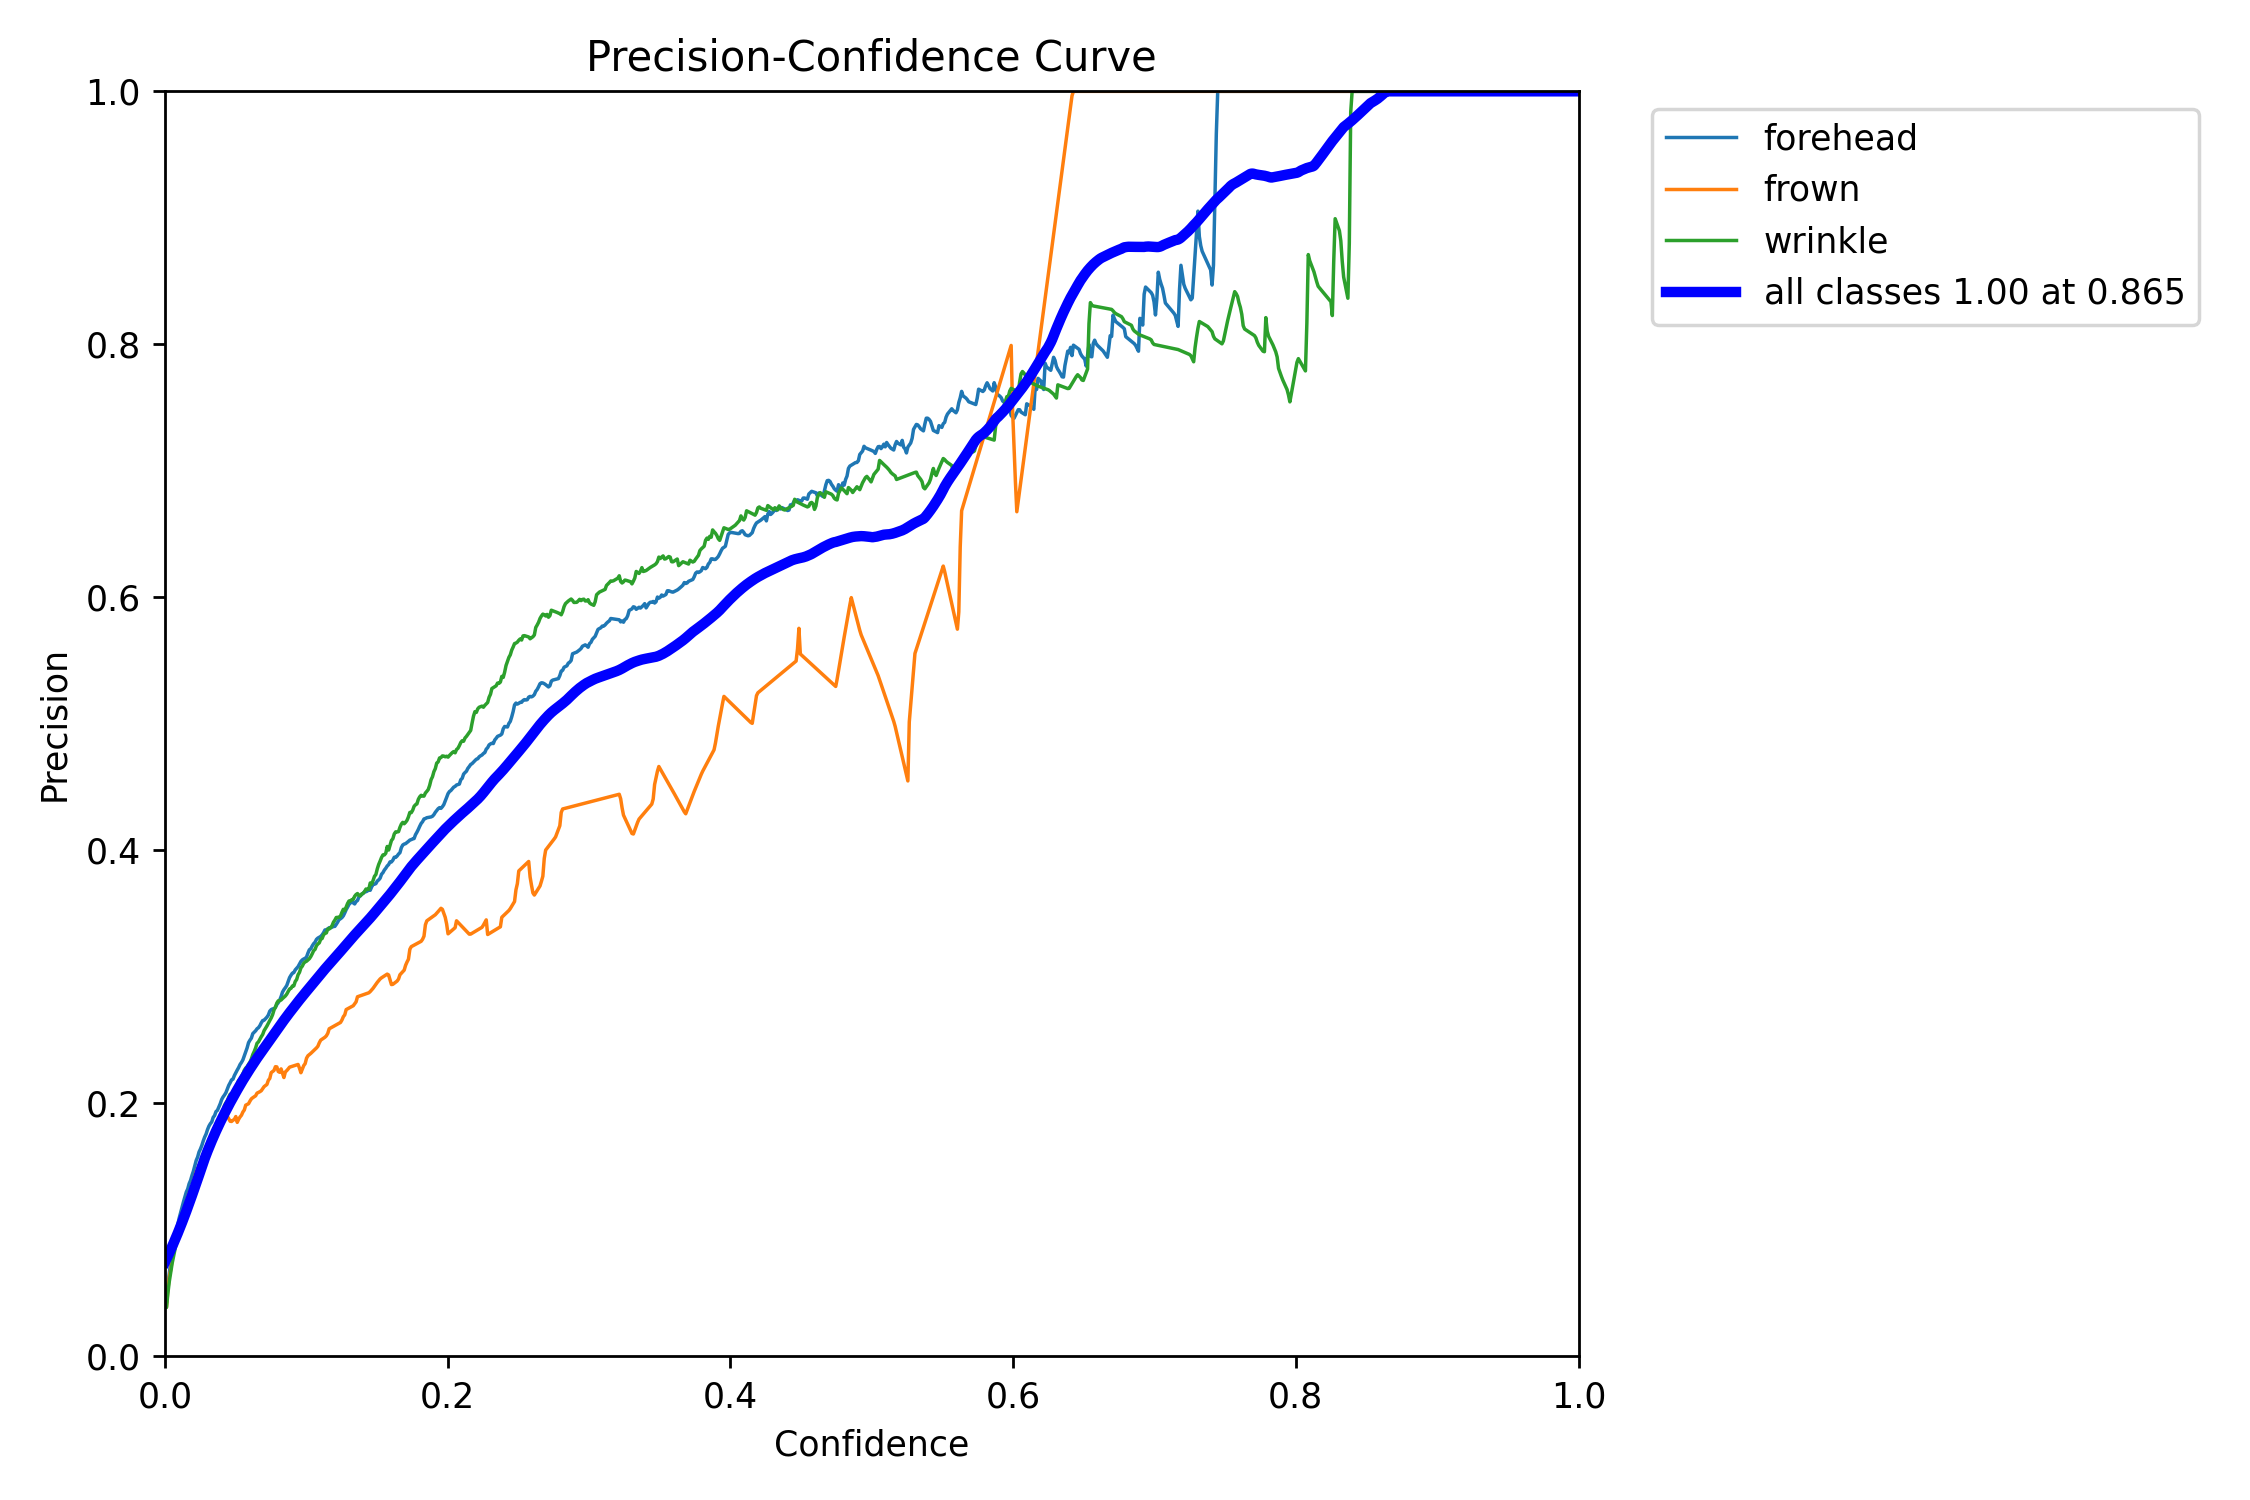 Precision-Confidence Curve
1.0
0.8
0.6
0.4
0.2
0.0
Precision
0.0 0.2 0.4 0.6 0.8 1.0
Confidence
forehead
frown
wrinkle
all classes 1.00 at 0.865